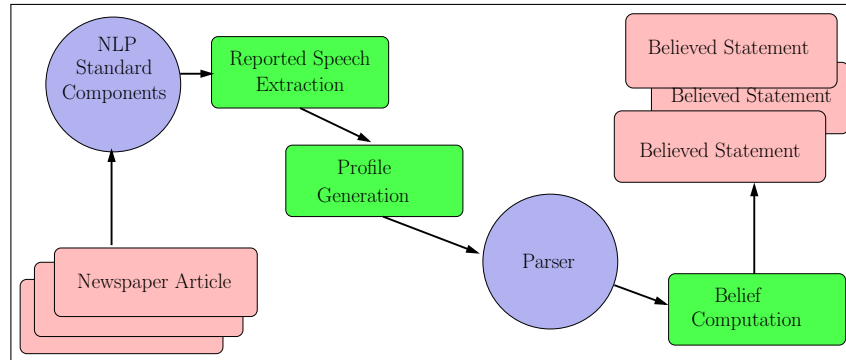 NLP
Standard
Components
Reported Speech
Extraction
Profile
Generation
Parser
Belief
Computation
Believed Statement
Believed Statement
Believed Statement
Newspaper Article